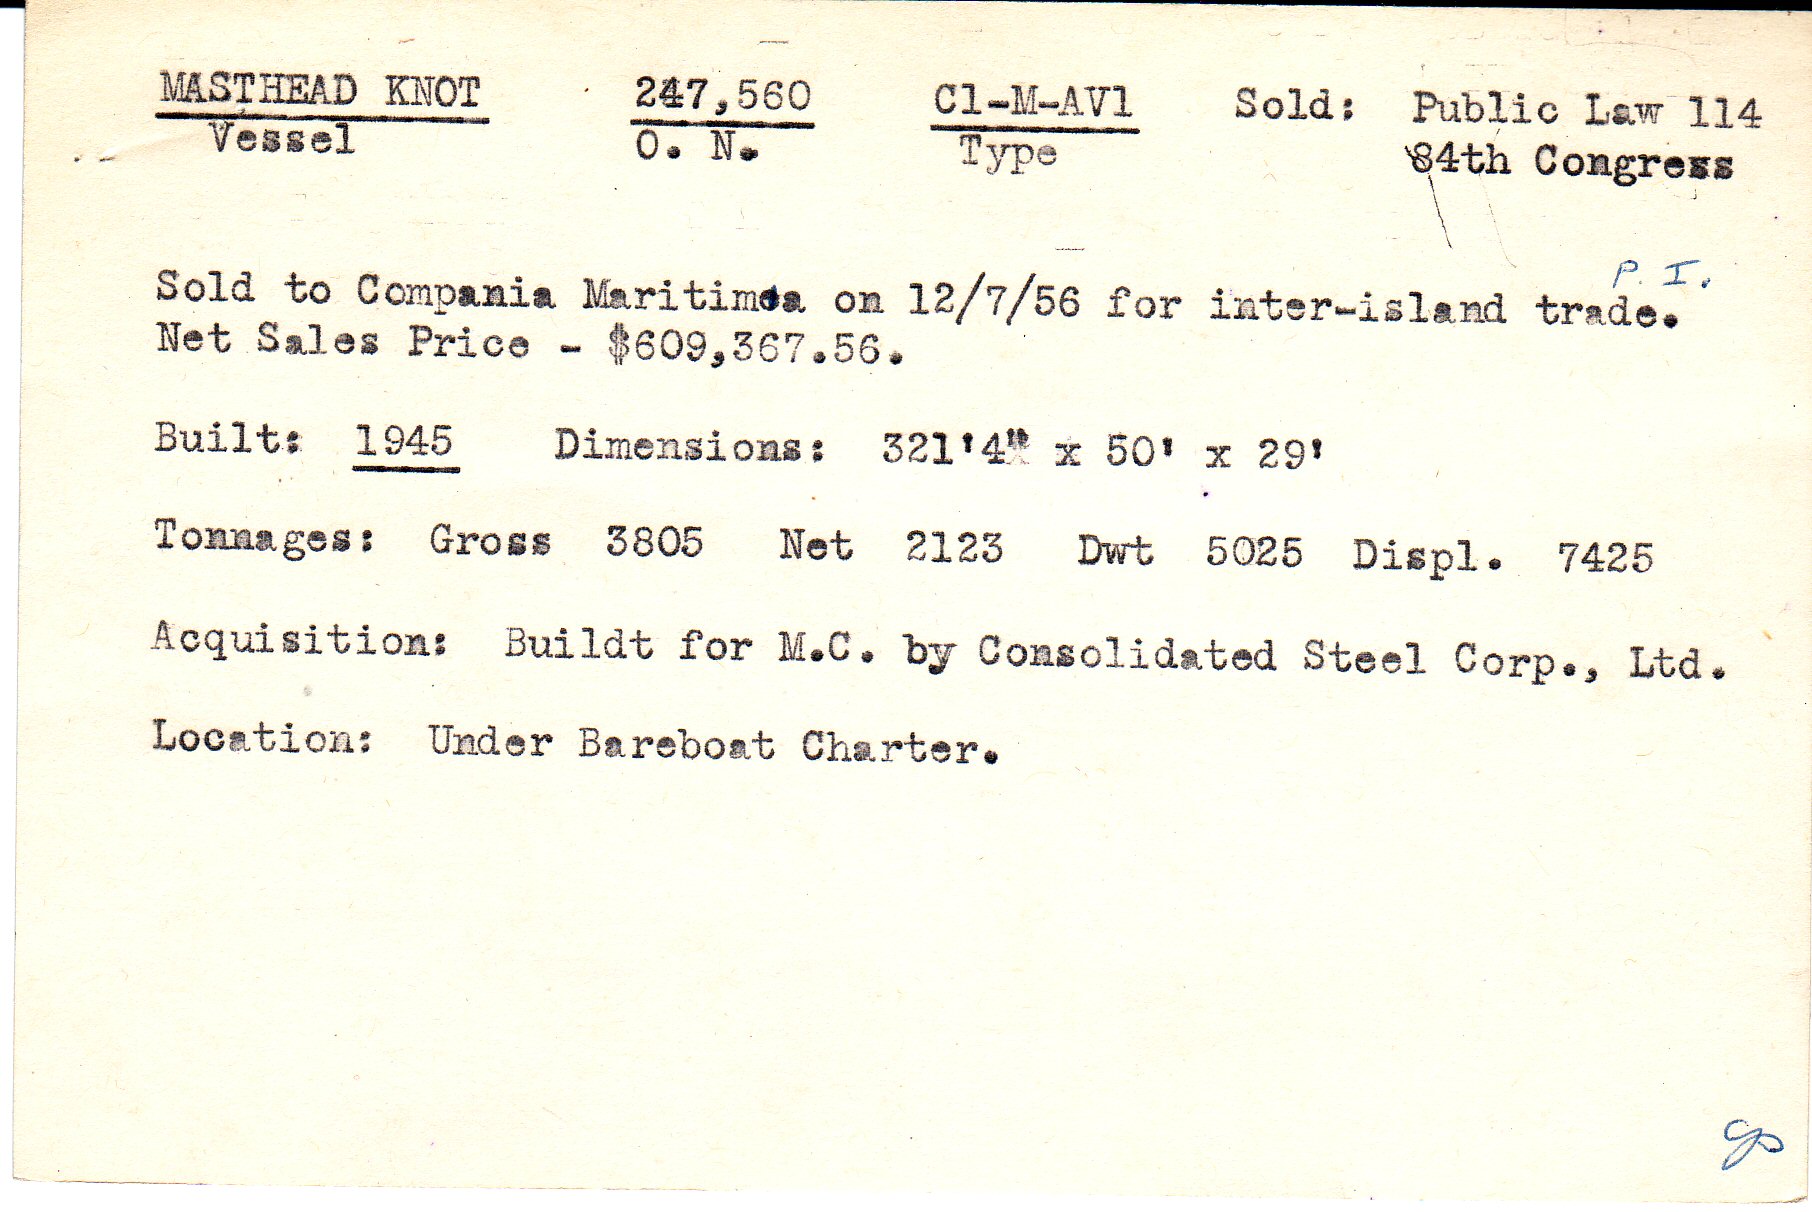 MASTHEAD KNOT 247,560 C1-M-AV1 Sold: Public Law 114
Vessel O. N. Type 84th Congress
P. I.
Sold to Compania Maritima on 12/7/56 for inter-island trade.
Net Sales Price - $609,367.56.
Built: 1945 Dimensions: 321'4" x 50' x 29'
Tonnages: Gross 3805 Net 2123 Dwt 5025 Displ. 7425
Acquisition: Buildt for M.C. by Consolidated Steel Corp., Ltd.
Location: Under Bareboat Charter.